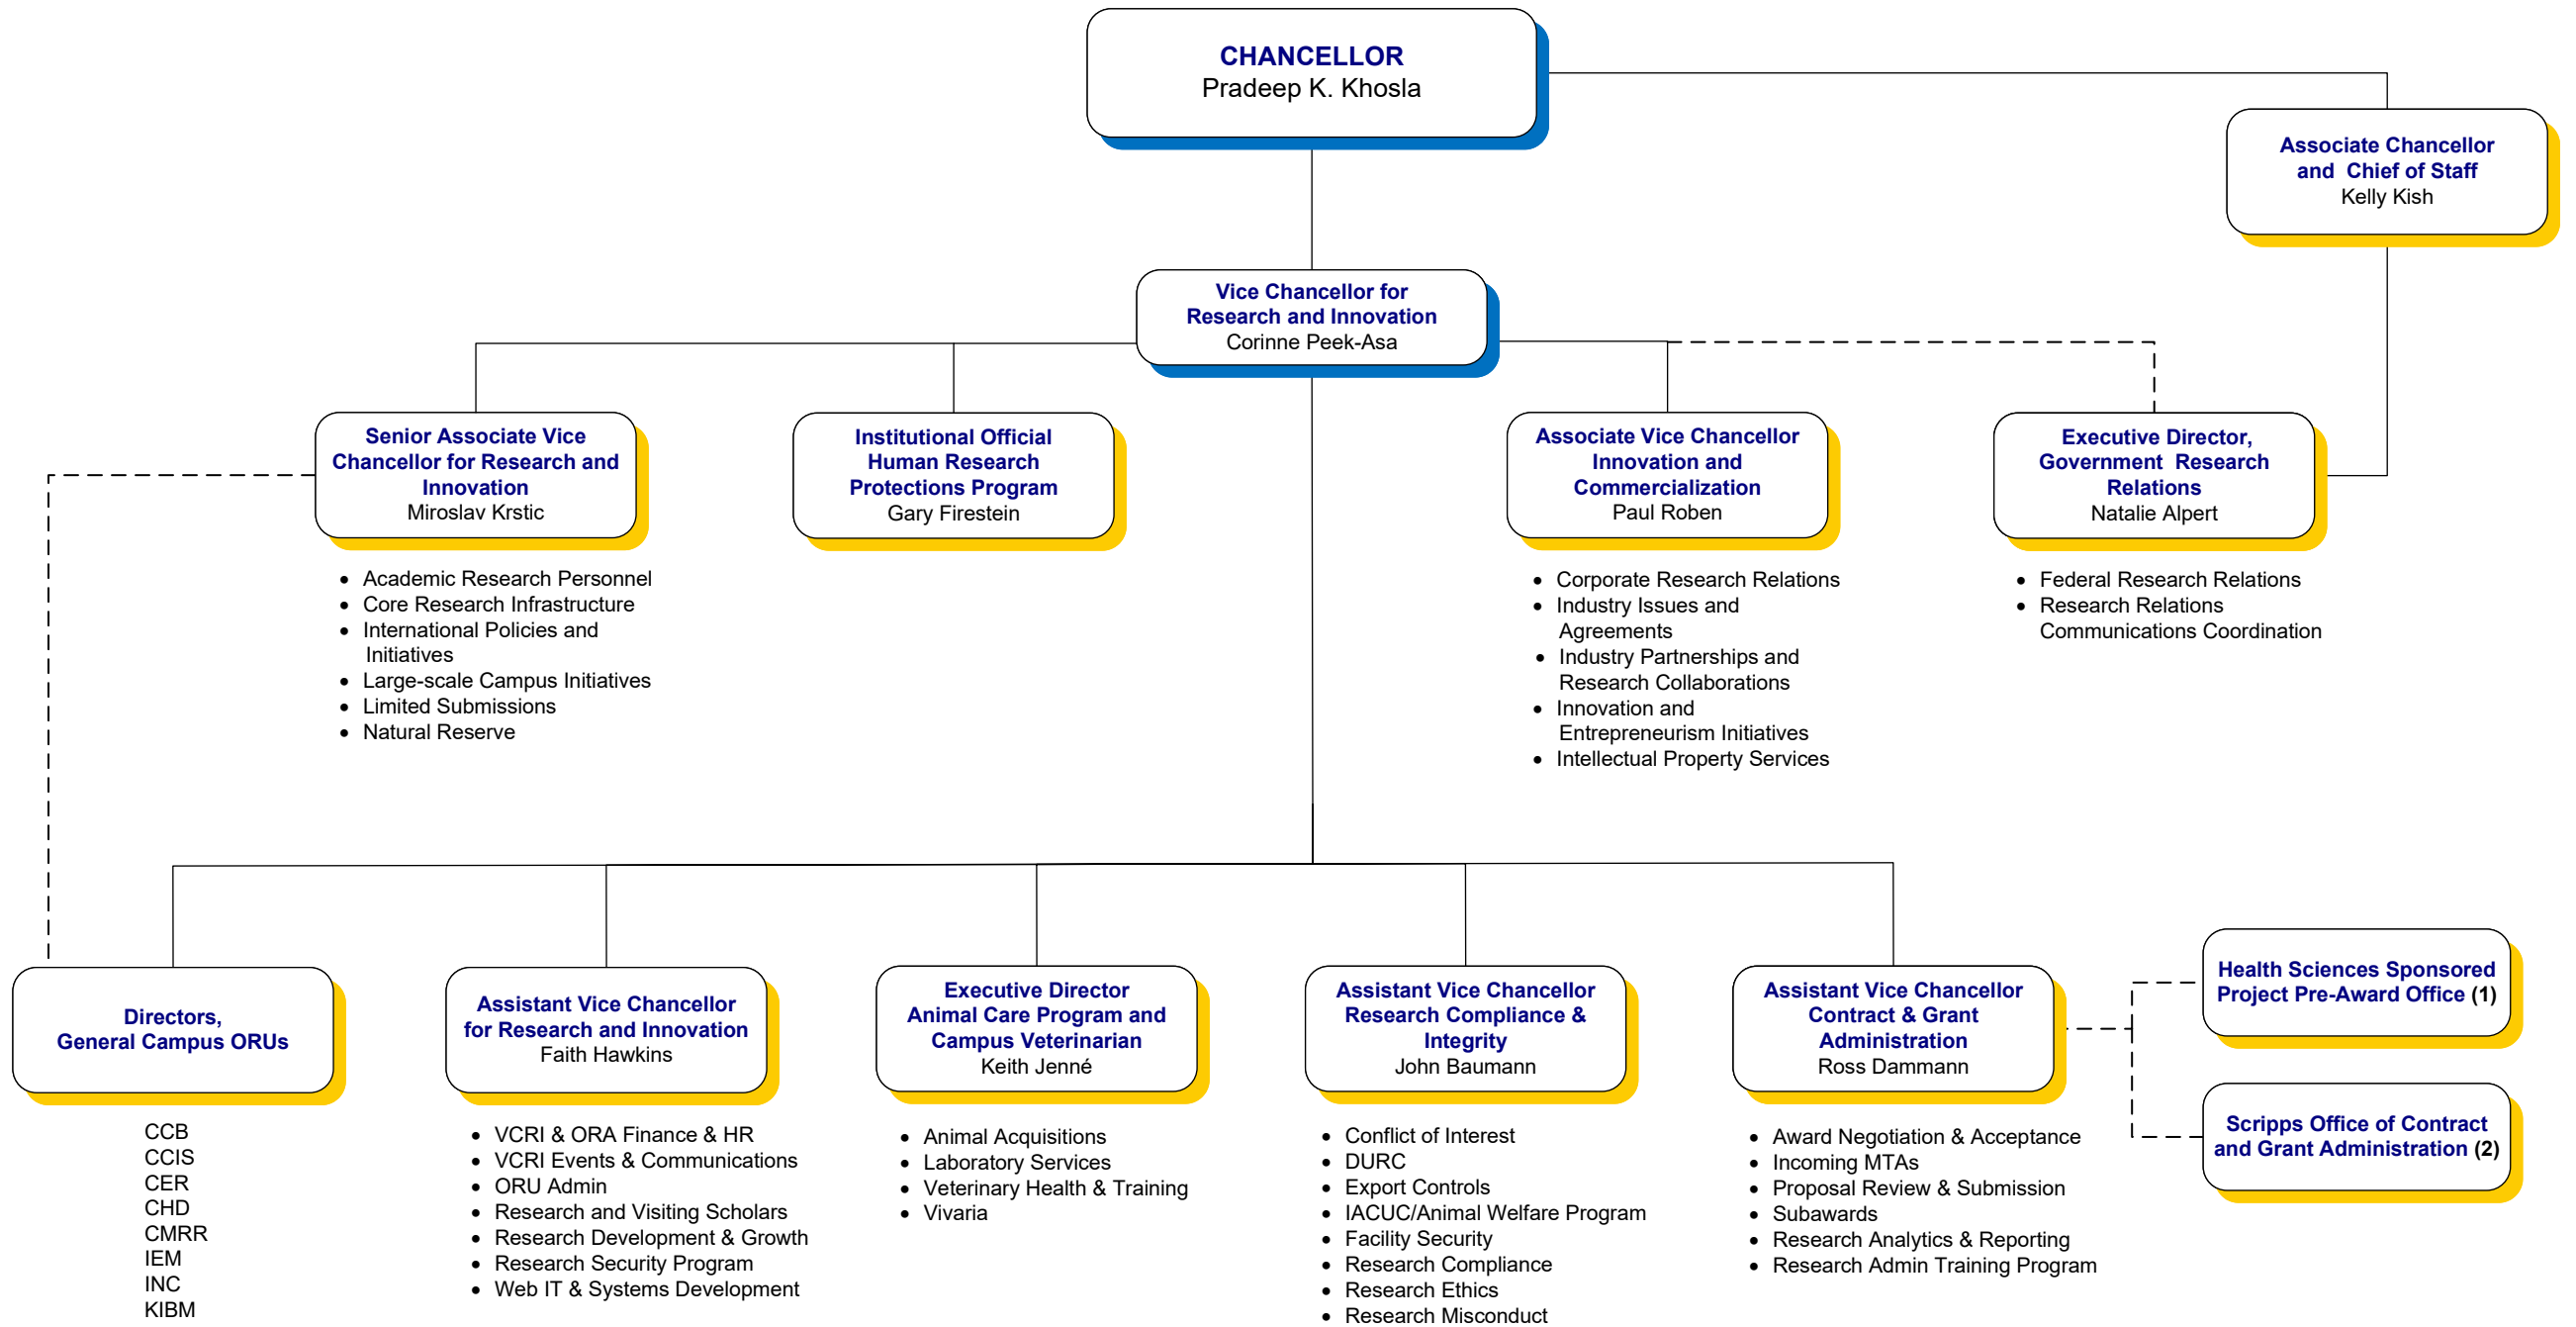 CHANCELLOR
Pradeep K. Khosla
Associate Chancellor
and Chief of Staff
Kelly Kish
Vice Chancellor for
Research and Innovation
Corinne Peek-Asa
Senior Associate Vice
Chancellor for Research and
Innovation
Miroslav Krstic
• Academic Research Personnel
• Core Research Infrastructure
• International Policies and
Initiatives
• Large-scale Campus Initiatives
• Limited Submissions
• Natural Reserve
Institutional Official
Human Research
Protections Program
Gary Firestein
Associate Vice Chancellor
Innovation and
Commercialization
Paul Roben
• Corporate Research Relations
• Industry Issues and
Agreements
• Industry Partnerships and
Research Collaborations
• Innovation and
Entrepreneurism Initiatives
• Intellectual Property Services
Executive Director,
Government Research
Relations
Natalie Alpert
• Federal Research Relations
• Research Relations
Communications Coordination
Directors,
General Campus ORUs
CCB
CCIS
CER
CHD
CMRR
IEM
INC
KIBM
Assistant Vice Chancellor
for Research and Innovation
Faith Hawkins
• VCRI & ORA Finance & HR
• VCRI Events & Communications
• ORU Admin
• Research and Visiting Scholars
• Research Development & Growth
• Research Security Program
• Web IT & Systems Development
Executive Director
Animal Care Program and
Campus Veterinarian
Keith Jenné
• Animal Acquisitions
• Laboratory Services
• Veterinary Health & Training
• Vivaria
Assistant Vice Chancellor
Research Compliance &
Integrity
John Baumann
• Conflict of Interest
• DURC
• Export Controls
• IACUC/Animal Welfare Program
• Facility Security
• Research Compliance
• Research Ethics
• Research Misconduct
Assistant Vice Chancellor
Contract & Grant
Administration
Ross Dammann
• Award Negotiation & Acceptance
• Incoming MTAs
• Proposal Review & Submission
• Subawards
• Research Analytics & Reporting
• Research Admin Training Program
Health Sciences Sponsored
Project Pre-Award Office (1)
Scripps Office of Contract
and Grant Administration (2)